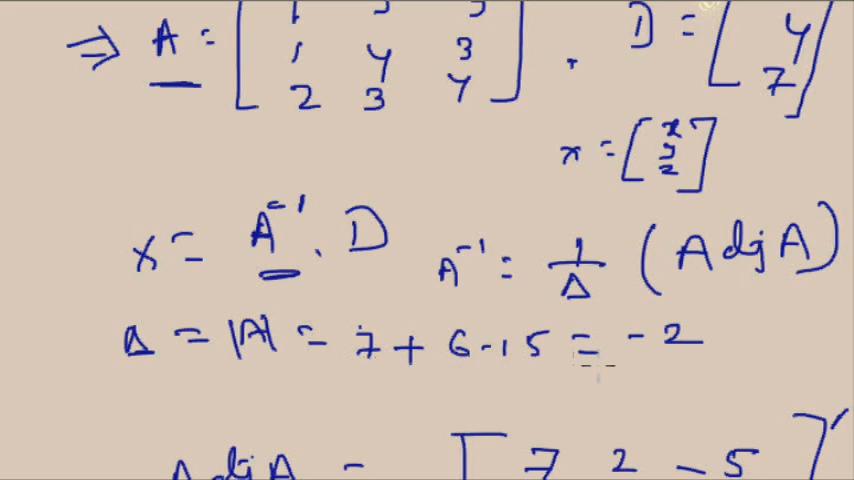 1 3 3
⇒ A = [ 1 4 3 ] . D = [ 4 ]
2 3 4 7
x = [ x y z ]
X = A⁻¹ . D A⁻¹ = 1/Δ ( Adj A )
Δ = |A| = 7 + 6 - 15 = - 2
Adj A = [ 7 2 - 5 ]'